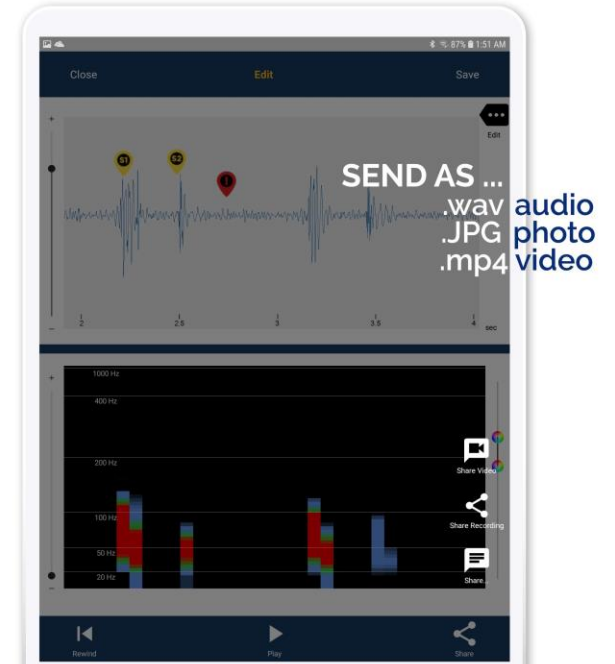 87% 1:51 AM
Close Edit Save
+
Edit
S1 S2 !
SEND AS ...
.wav audio
.JPG photo
.mp4 video
−
2 2.5 3 3.5 4 sec
+
1000 Hz
400 Hz
200 Hz
Share Video
100 Hz
Share Recording
50 Hz
20 Hz
Share...
−
Rewind Play Share